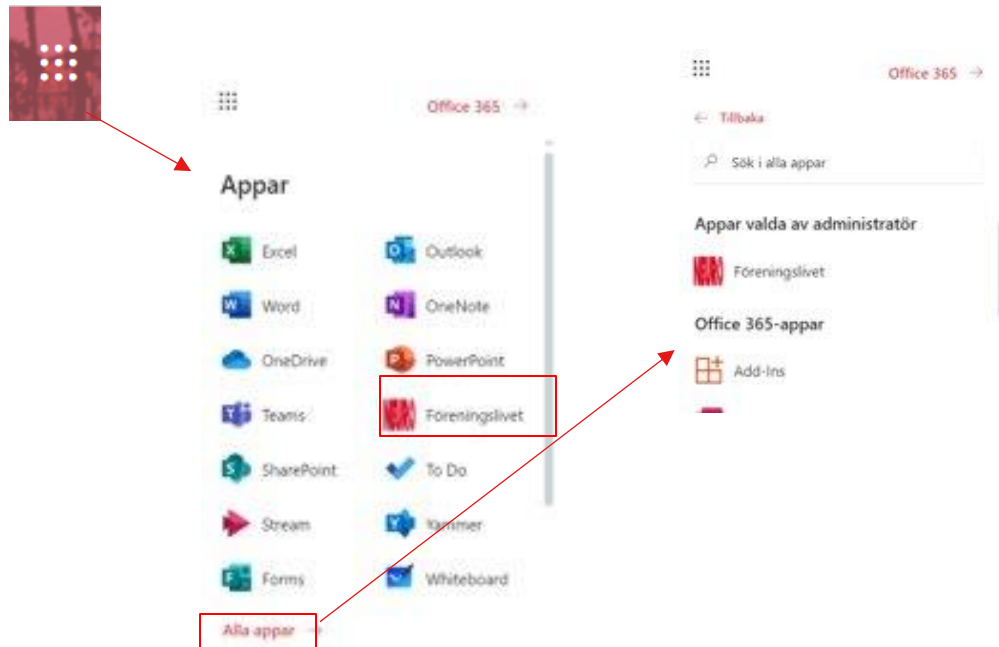 Office 365 →
Appar
Excel Outlook
Word OneNote
OneDrive PowerPoint
Teams Föreningslivet
SharePoint To Do
Stream Yammer
Forms Whiteboard
Alla appar →
Office 365 →
← Tillbaka
Sök i alla appar
Appar valda av administratör
Föreningslivet
Office 365-appar
Add-Ins